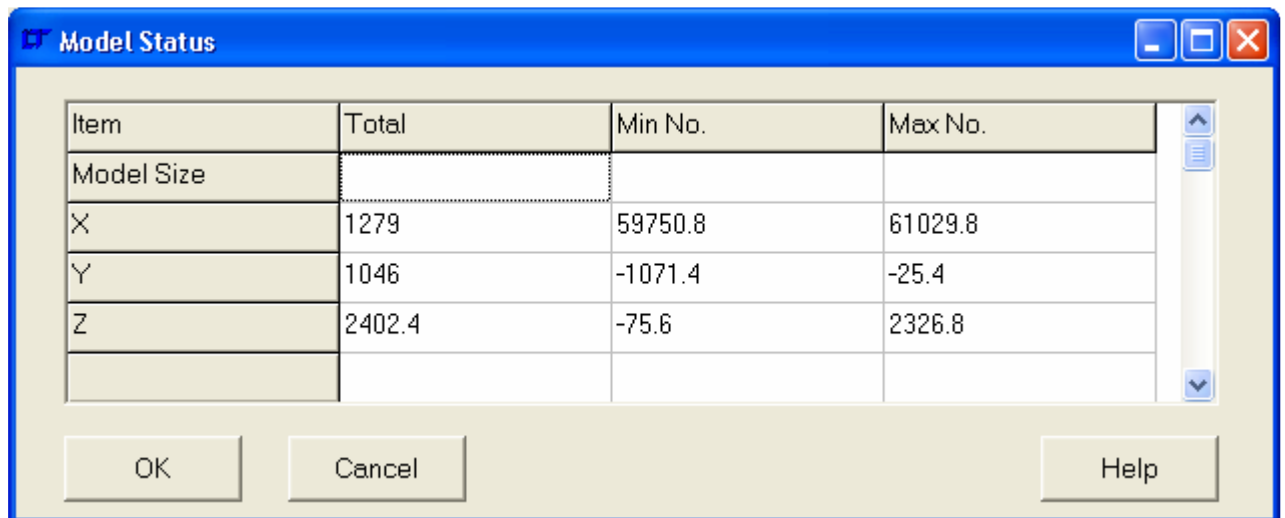 Model Status
Item Total Min No. Max No.
Model Size
X 1279 59750.8 61029.8
Y 1046 -1071.4 -25.4
Z 2402.4 -75.6 2326.8
OK Cancel Help